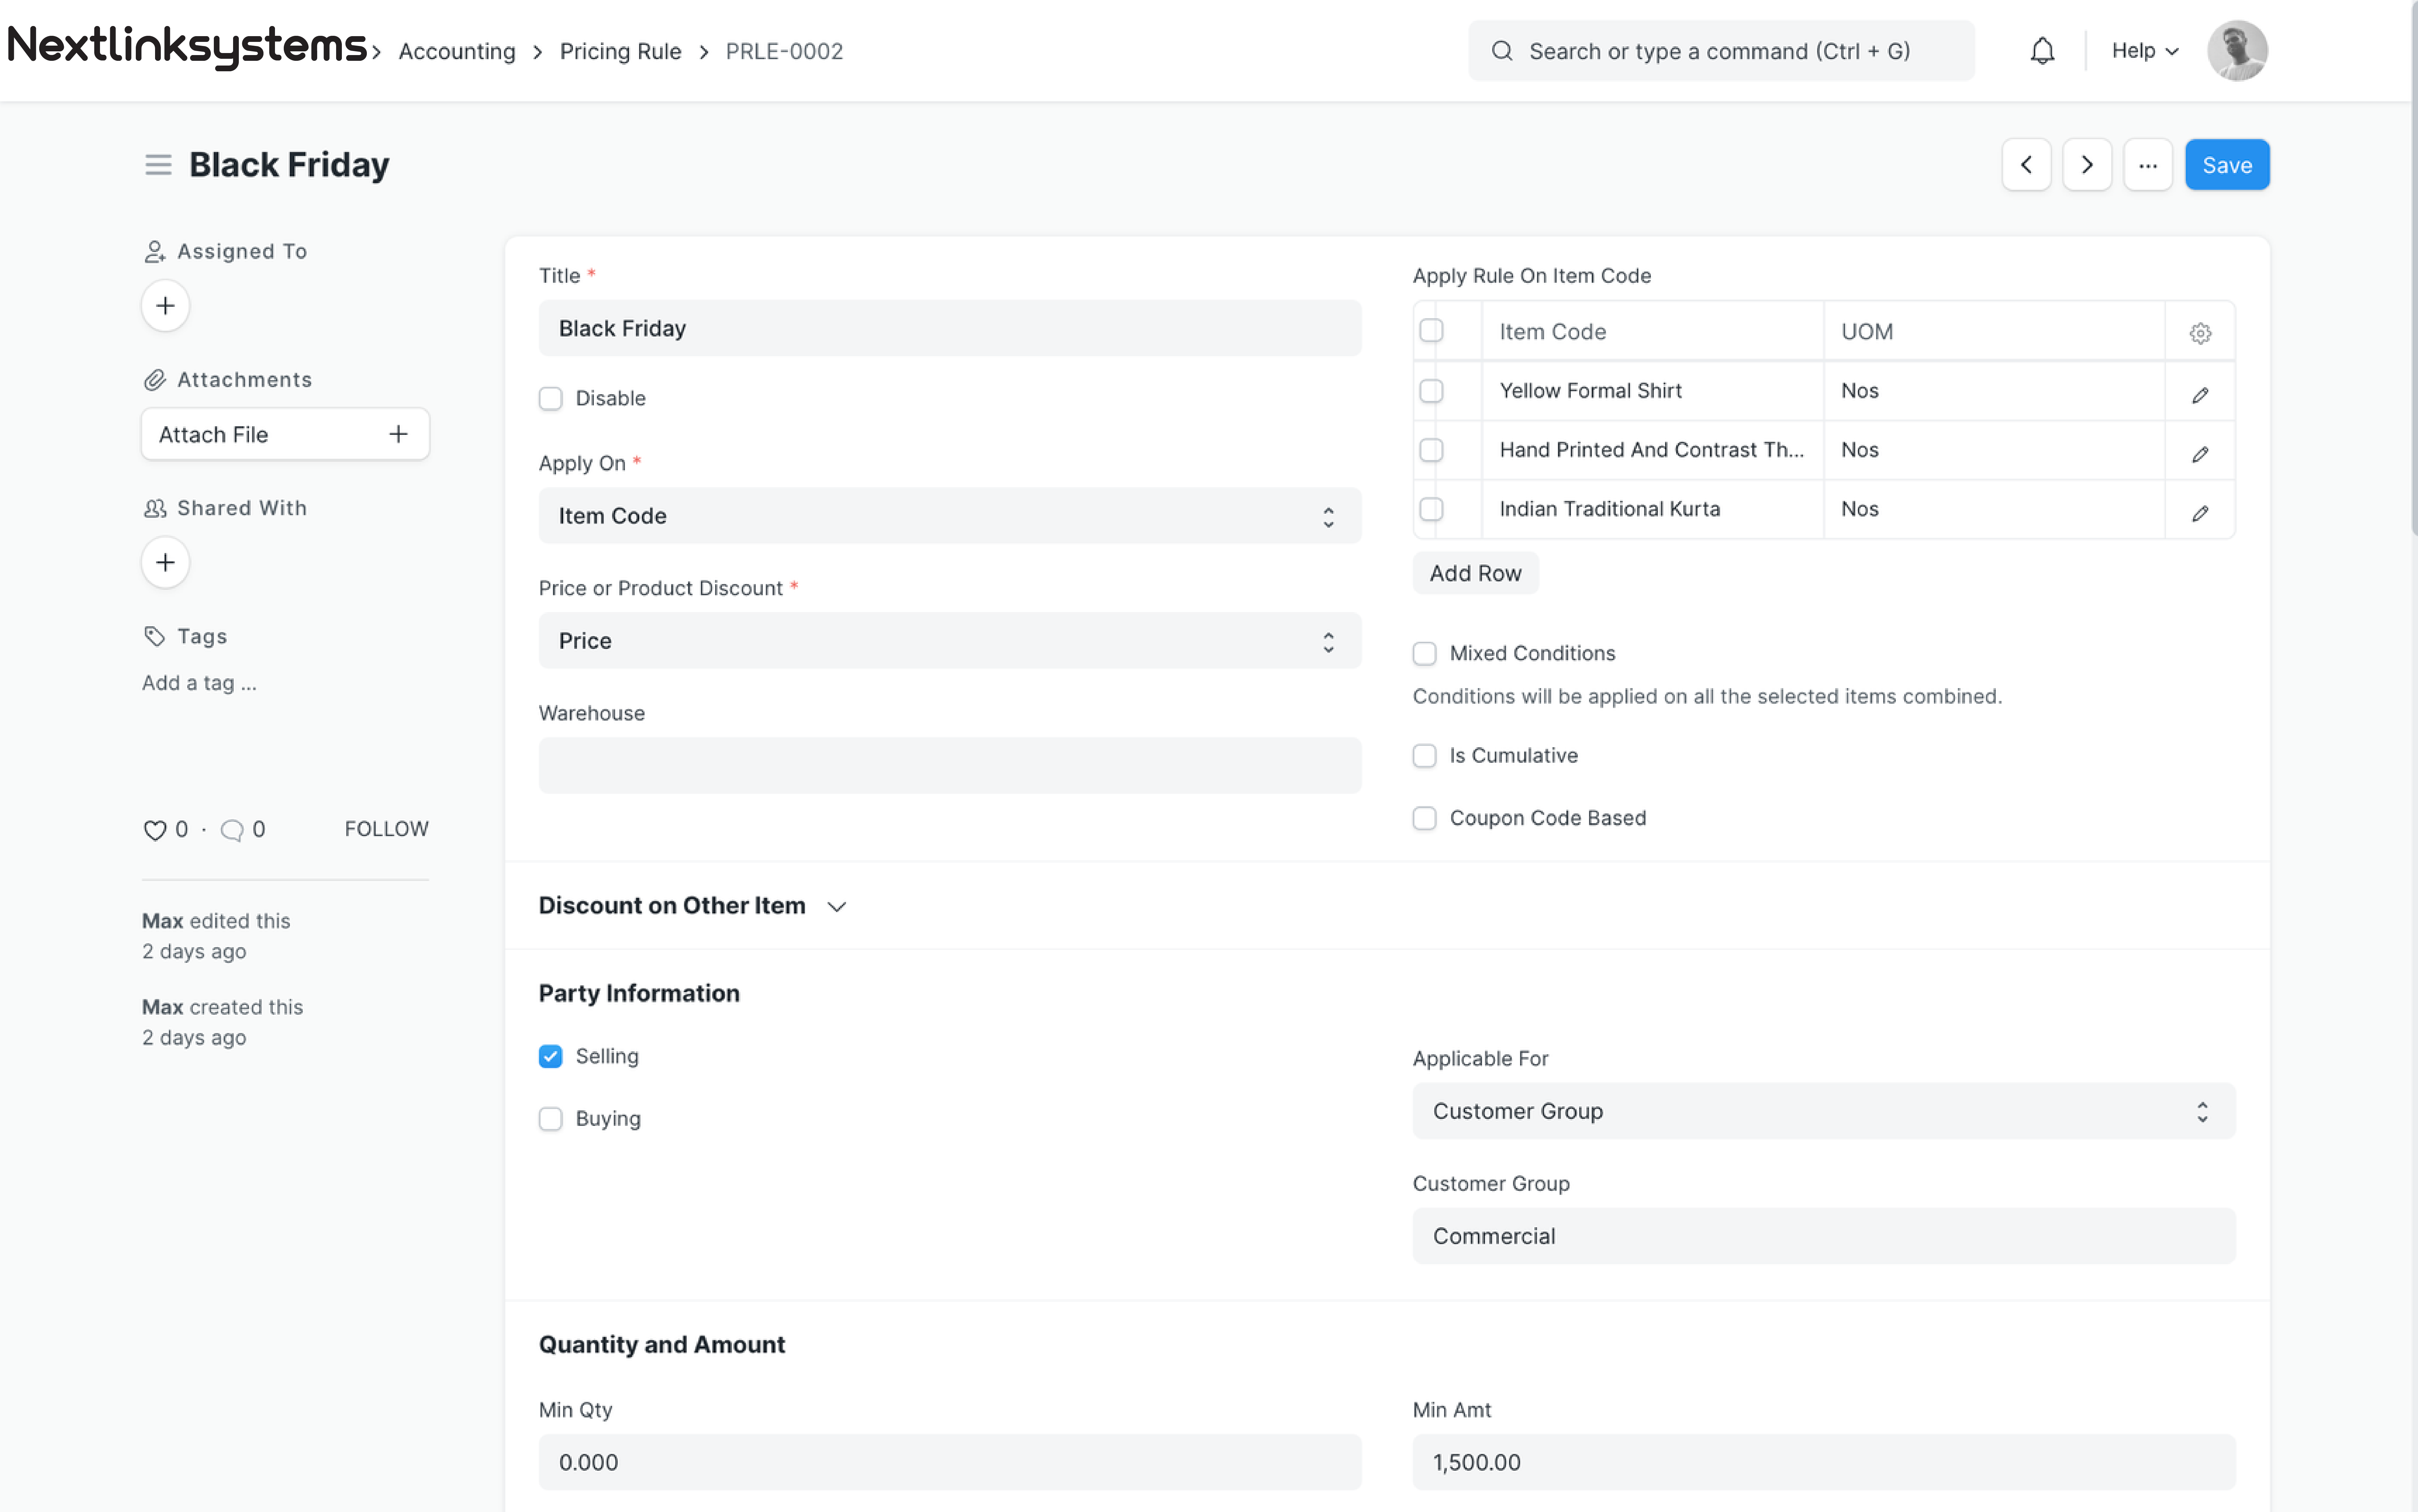 Nextlinksystems > Accounting > Pricing Rule > PRLE-0002
Search or type a command (Ctrl + G)
Help
Black Friday
...
Save
Assigned To
Attachments
Attach File
Shared With
Tags
Add a tag ...
0 · 0 FOLLOW
Max edited this
2 days ago
Max created this
2 days ago
Title *
Black Friday
Disable
Apply On *
Item Code
Price or Product Discount *
Price
Warehouse
Apply Rule On Item Code
Item Code UOM
Yellow Formal Shirt Nos
Hand Printed And Contrast Th... Nos
Indian Traditional Kurta Nos
Add Row
Mixed Conditions
Conditions will be applied on all the selected items combined.
Is Cumulative
Coupon Code Based
Discount on Other Item
Party Information
Selling
Buying
Applicable For
Customer Group
Customer Group
Commercial
Quantity and Amount
Min Qty
0.000
Min Amt
1,500.00